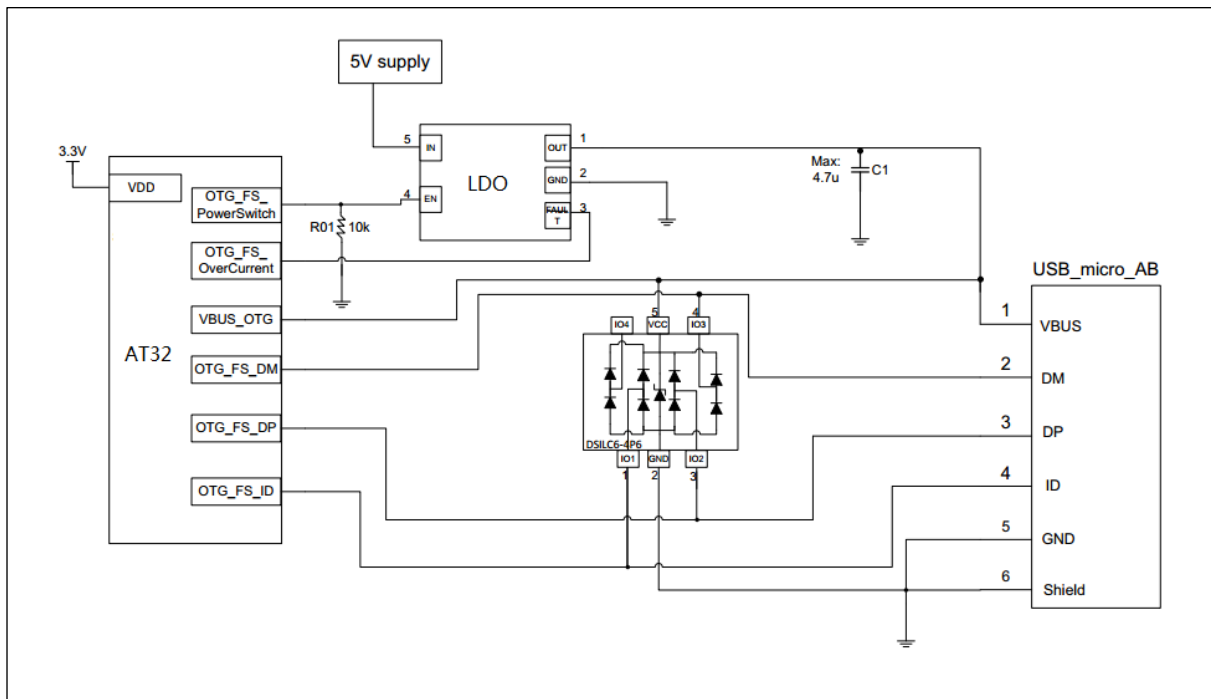 5V supply
3.3V
VDD
AT32
OTG_FS_
PowerSwitch
OTG_FS_
OverCurrent
VBUS_OTG
OTG_FS_DM
OTG_FS_DP
OTG_FS_ID
R01
10k
LDO
5
IN
4
EN
OUT
1
GND
2
FAUL
T
3
Max:
4.7u
C1
IO4
5
VCC
4
IO3
DSILC6-4P6
IO1
GND
IO2
1
2
3
USB_micro_AB
1
VBUS
2
DM
3
DP
4
ID
5
GND
6
Shield